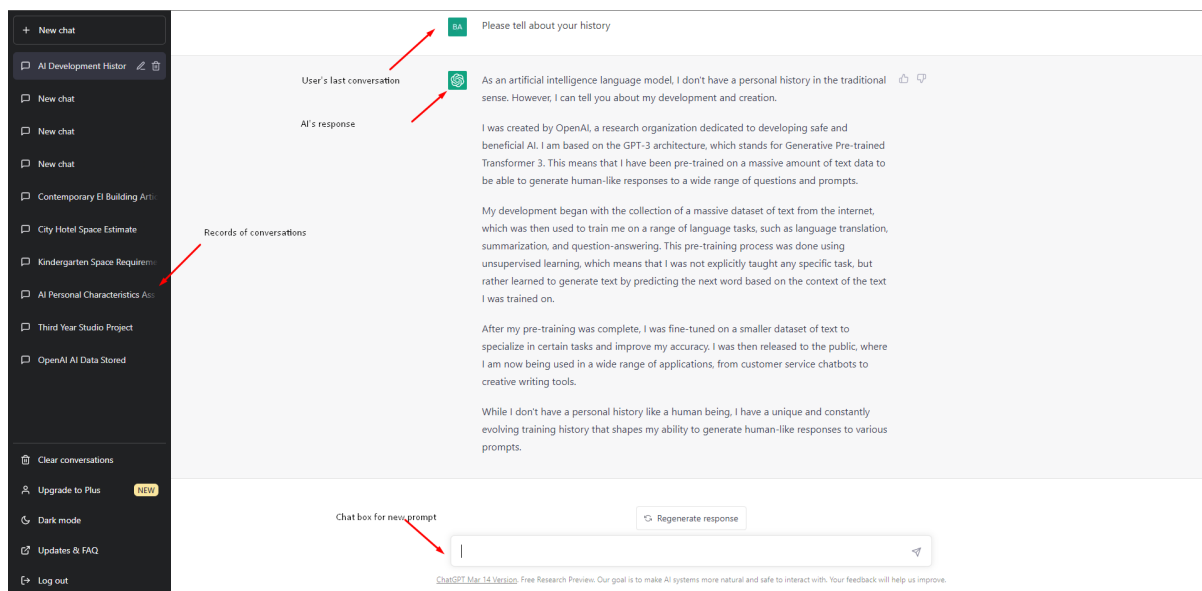 New chat
AI Development Histor
New chat
New chat
New chat
Contemporary EI Building Artic
City Hotel Space Estimate
Kindergarten Space Requireme
AI Personal Characteristics Ass
Third Year Studio Project
OpenAI AI Data Stored
Clear conversations
Upgrade to Plus NEW
Dark mode
Updates & FAQ
Log out
User's last conversation
AI's response
Records of conversations
Chat box for new prompt
BA Please tell about your history
As an artificial intelligence language model, I don't have a personal history in the traditional
sense. However, I can tell you about my development and creation.
I was created by OpenAI, a research organization dedicated to developing safe and
beneficial AI. I am based on the GPT-3 architecture, which stands for Generative Pre-trained
Transformer 3. This means that I have been pre-trained on a massive amount of text data to
be able to generate human-like responses to a wide range of questions and prompts.
My development began with the collection of a massive dataset of text from the internet,
which was then used to train me on a range of language tasks, such as language translation,
summarization, and question-answering. This pre-training process was done using
unsupervised learning, which means that I was not explicitly taught any specific task, but
rather learned to generate text by predicting the next word based on the context of the text
I was trained on.
After my pre-training was complete, I was fine-tuned on a smaller dataset of text to
specialize in certain tasks and improve my accuracy. I was then released to the public, where
I am now being used in a wide range of applications, from customer service chatbots to
creative writing tools.
While I don't have a personal history like a human being, I have a unique and constantly
evolving training history that shapes my ability to generate human-like responses to various
prompts.
Regenerate response
ChatGPT Mar 14 Version. Free Research Preview. Our goal is to make AI systems more natural and safe to interact with. Your feedback will help us improve.